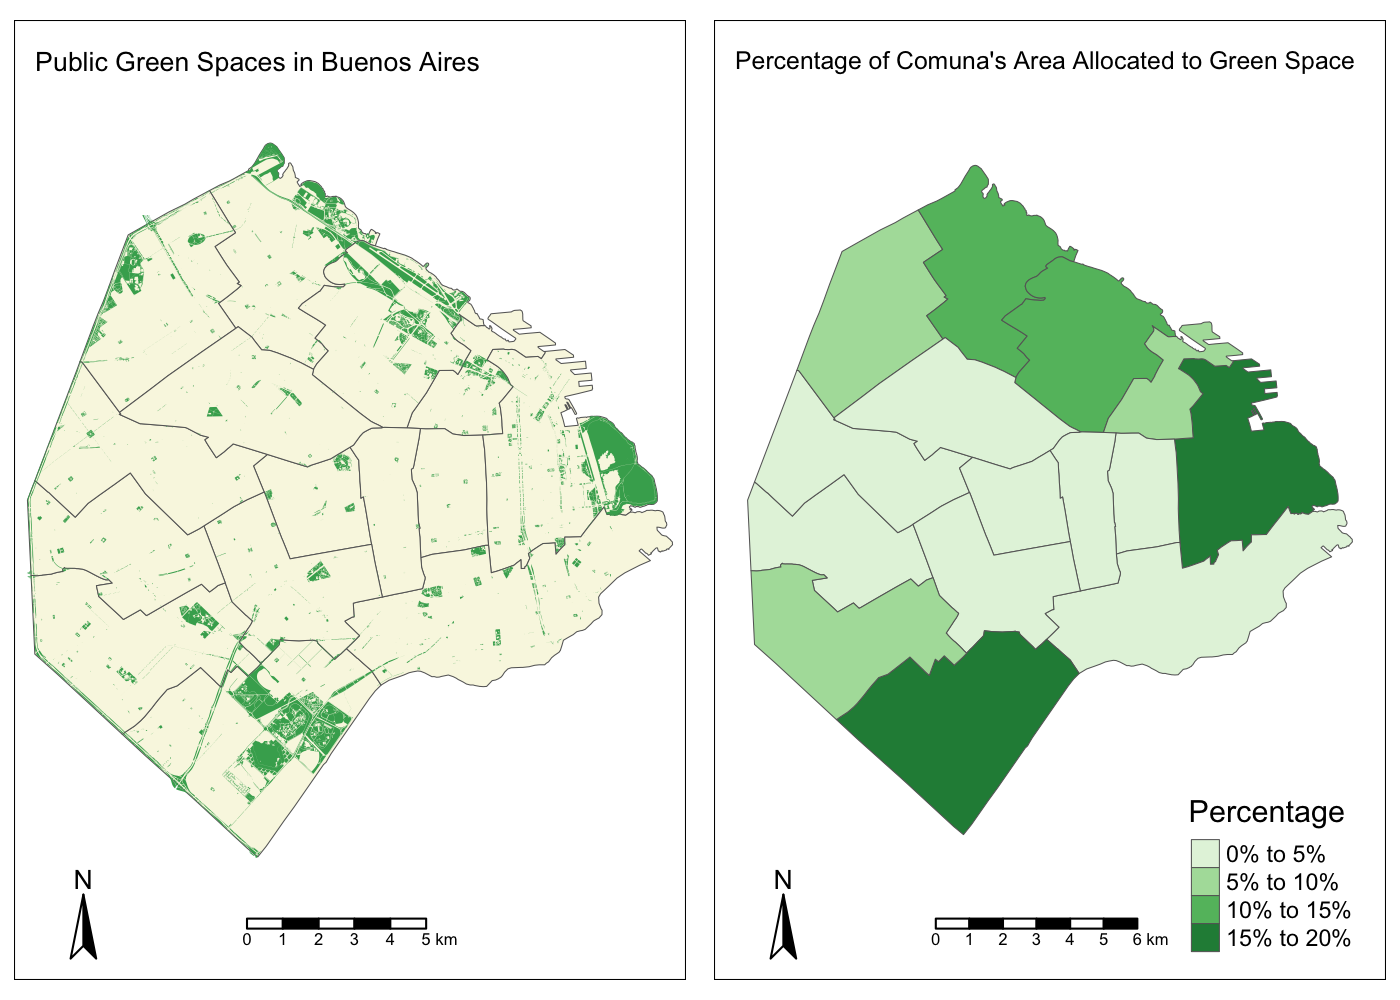 Public Green Spaces in Buenos Aires
N
0 1 2 3 4 5 km
Percentage of Comuna's Area Allocated to Green Space
Percentage
0% to 5%
5% to 10%
10% to 15%
15% to 20%
N
0 1 2 3 4 5 6 km